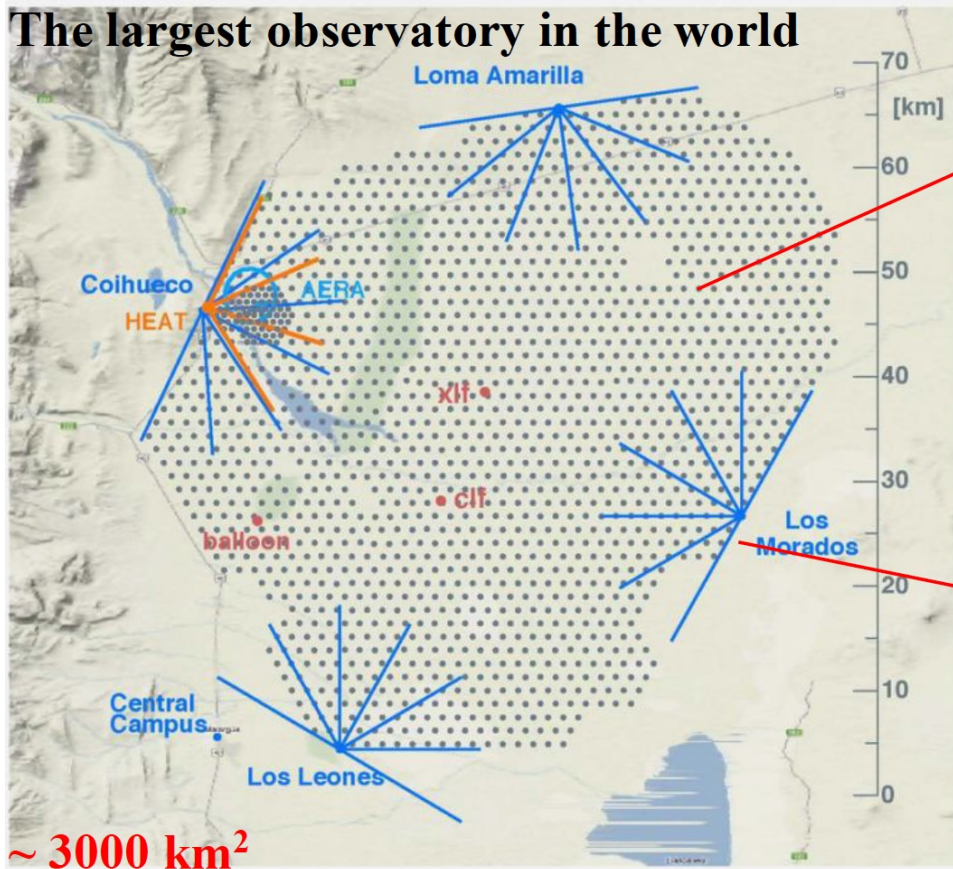 The largest observatory in the world
Loma Amarilla
70
[km]
60
50
Coihueco
AERA
HEAT
40
xlf
clf
30
balloon
Los
Morados
20
Central
Campus
10
Los Leones
0
~ 3000 km²